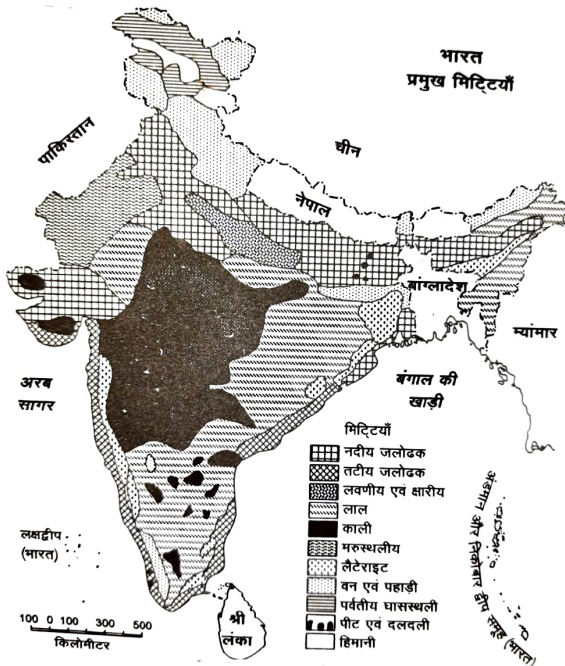 भारत
प्रमुख मिट्टियाँ
पाकिस्तान
चीन
नेपाल
बांग्लादेश
म्यांमार
अरब
सागर
बंगाल की
खाड़ी
मिट्टियाँ
नदीय जलोढक
तटीय जलोढक
लवणीय एवं क्षारीय
लाल
काली
मरुस्थलीय
लैटेराइट
वन एवं पहाड़ी
पर्वतीय घासस्थली
पीट एवं दलदली
हिमानी
लक्षद्वीप
(भारत)
अंडमान और निकोबार द्वीप समूह (भारत)
श्री
लंका
100 0 100 300 500
किलोमीटर